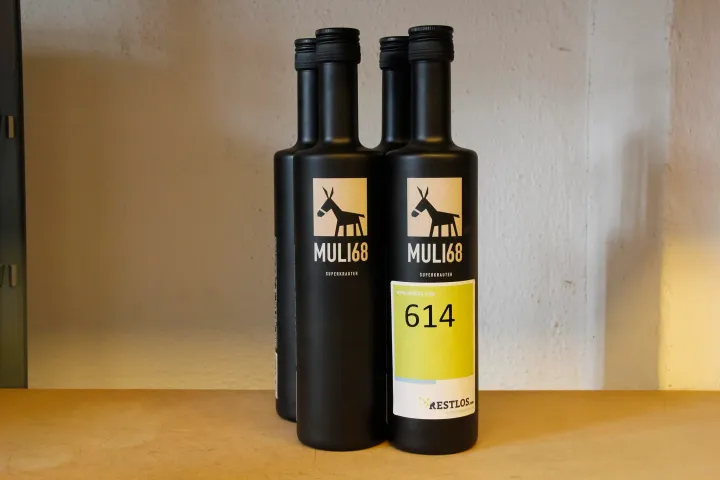 MULI68
SUPERKRAUTER
MULI68
SUPERKRAUTER
614
RESTLOS